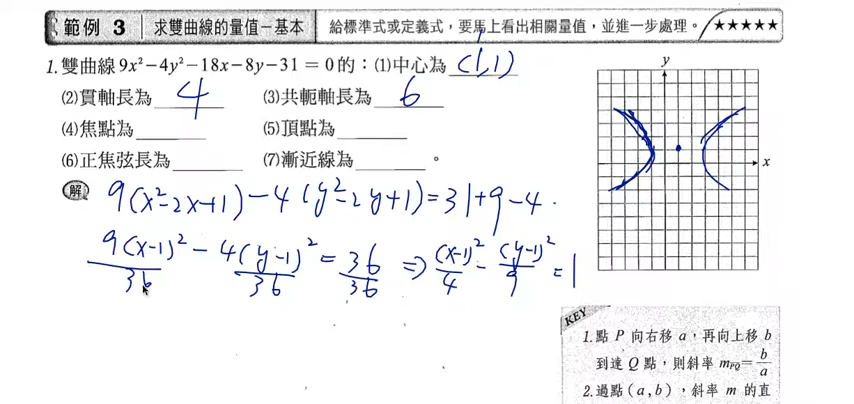 範例 3 求雙曲線的量值－基本 給標準式或定義式，要馬上看出相關量值，並進一步處理。 ★★★★★
1. 雙曲線 9x²－4y²－18x－8y－31＝0 的：(1)中心為 (1,1)
(2)貫軸長為 4 (3)共軛軸長為 6
(4)焦點為 (5)頂點為
(6)正焦弦長為 (7)漸近線為 。
y
x
解 9(x²-2x+1)-4(y²-2y+1)=31+9-4.
9(x-1)²/36 - 4(y-1)²/36 = 36/36 ⇒ (x-1)²/4 - (y-1)²/9 = 1
KEY
1. 點 P 向右移 a，再向上移 b
到達 Q 點，則斜率 m_PQ＝b/a
2. 過點(a,b)，斜率 m 的直